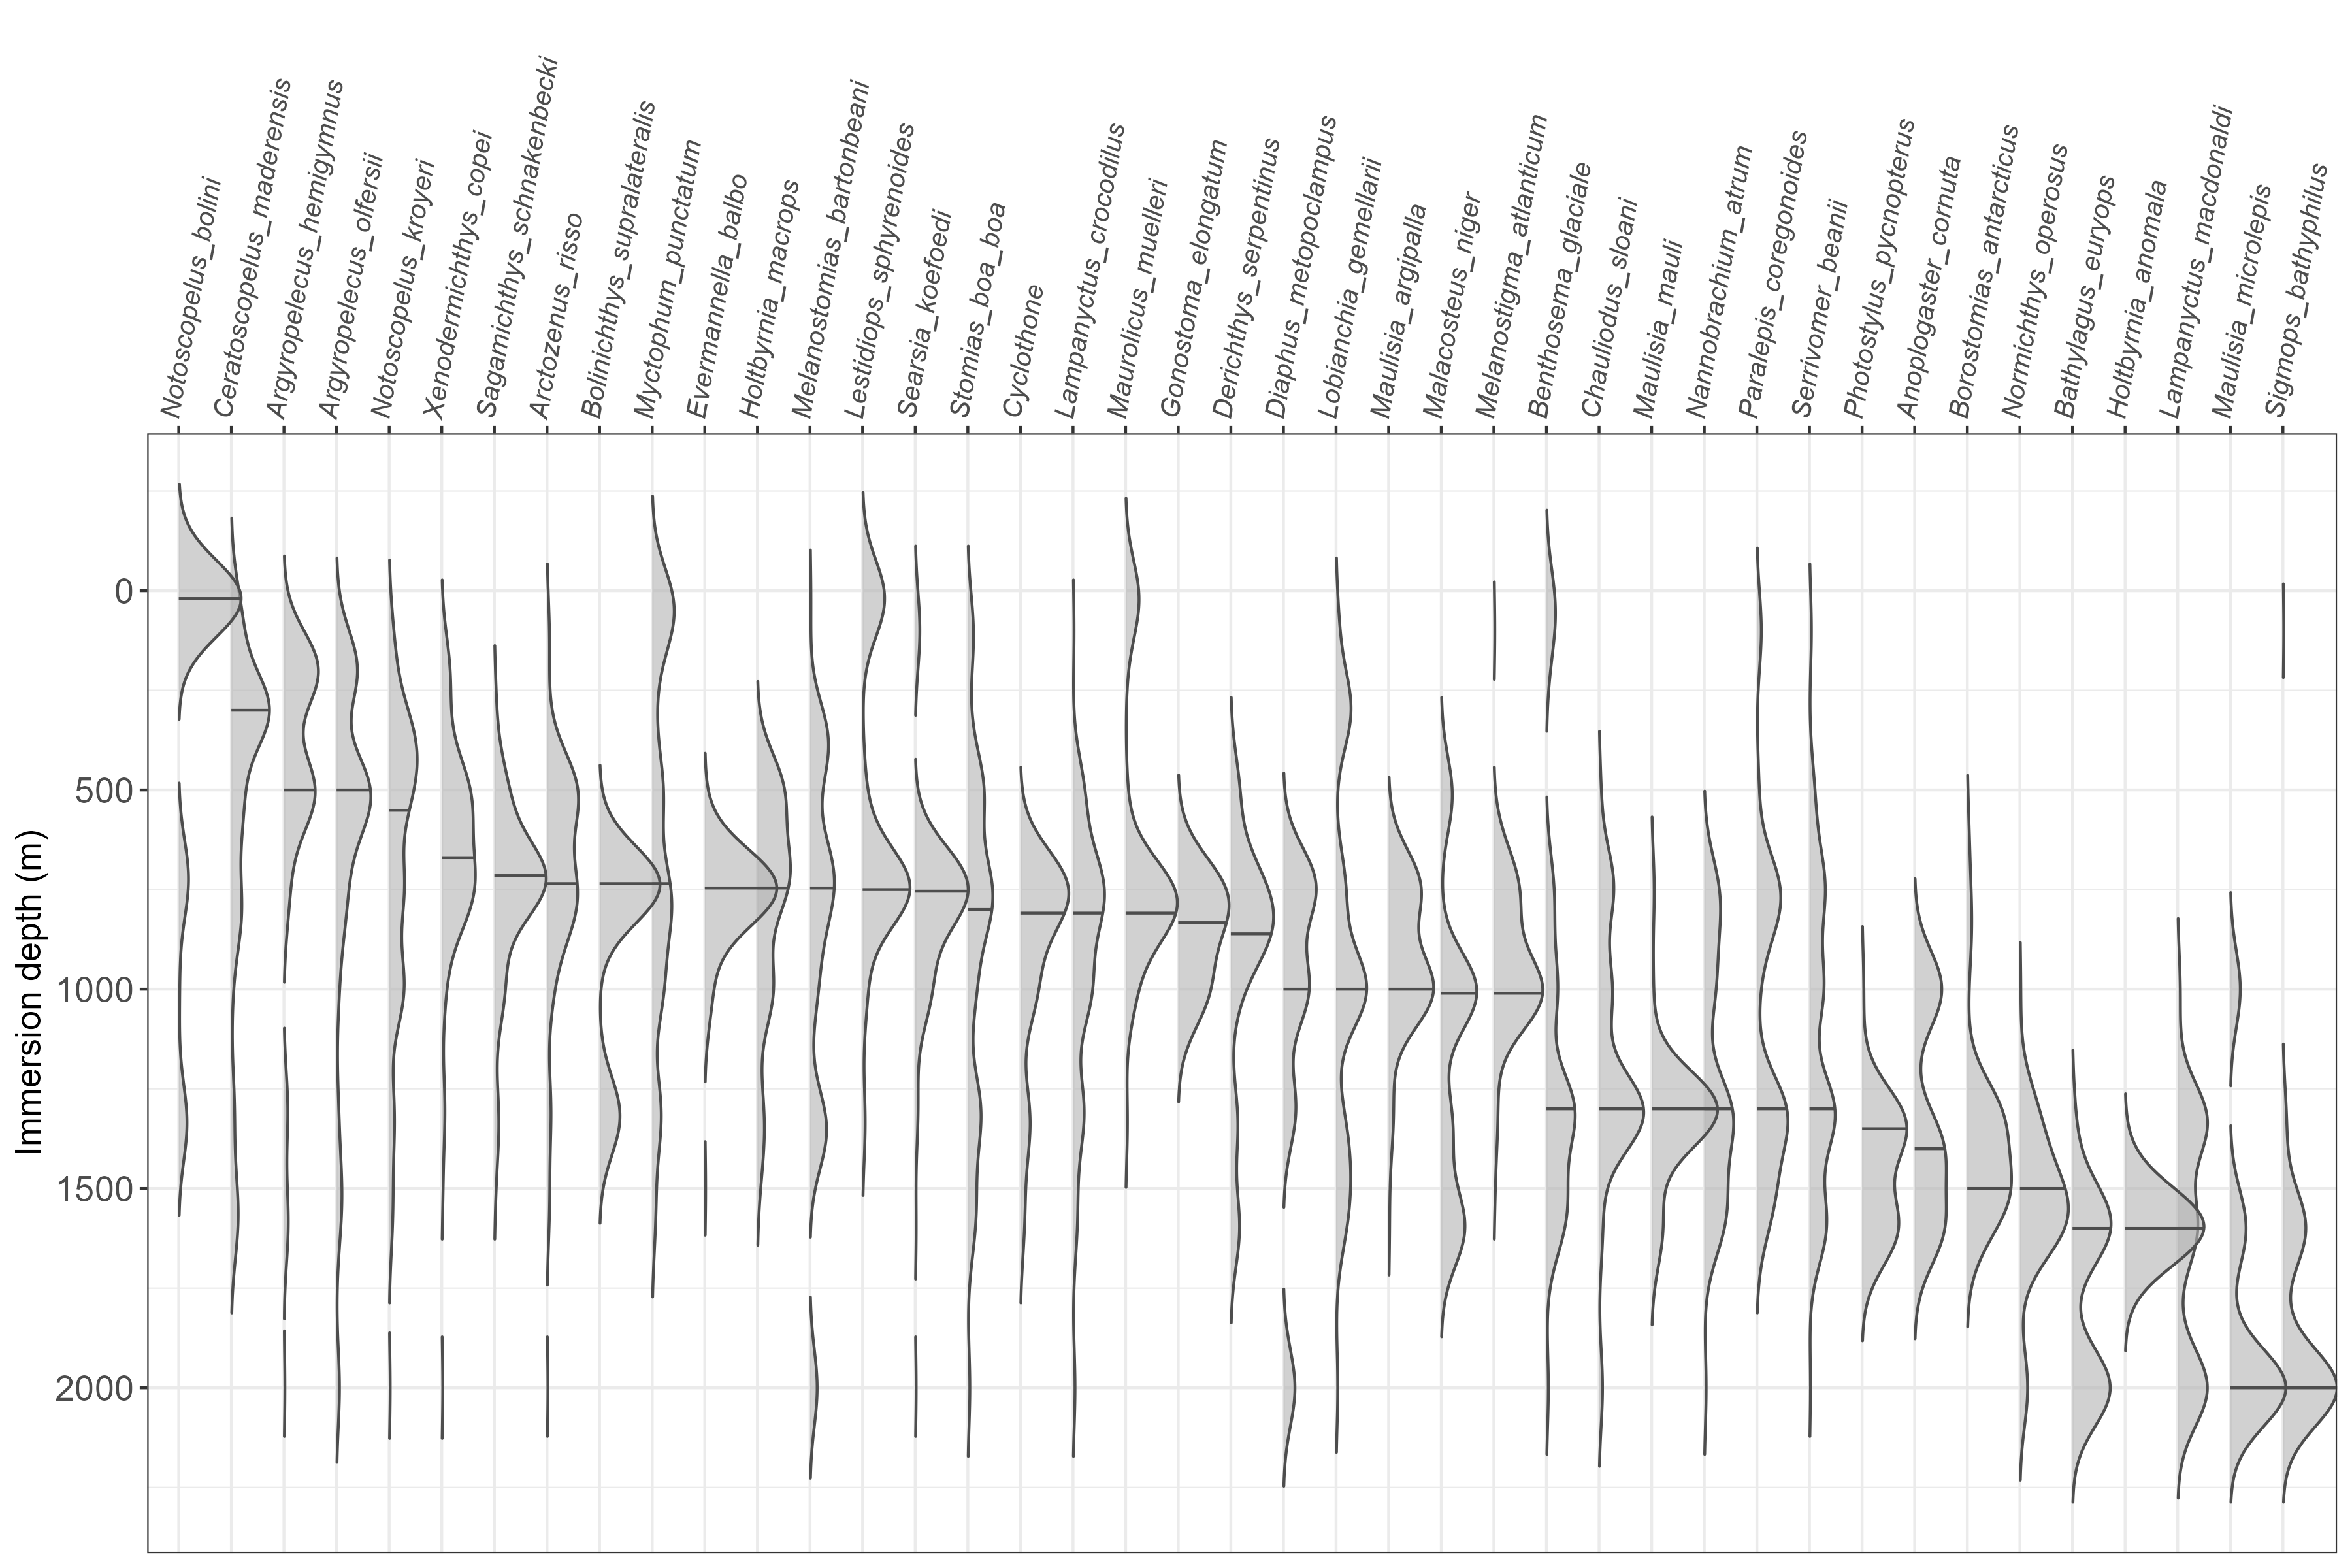 Notoscopelus_bolini
Ceratoscopelus_maderensis
Argyropelecus_hemigymnus
Argyropelecus_olfersii
Notoscopelus_kroyeri
Xenodermichthys_copei
Sagamichthys_schnakenbecki
Arctozenus_risso
Bolinichthys_supralateralis
Myctophum_punctatum
Evermannella_balbo
Holtbyrnia_macrops
Melanostomias_bartonbeani
Lestidiops_sphyrenoides
Searsia_koefoedi
Stomias_boa_boa
Cyclothone
Lampanyctus_crocodilus
Maurolicus_muelleri
Gonostoma_elongatum
Derichthys_serpentinus
Diaphus_metopoclampus
Lobianchia_gemellarii
Maulisia_argipalla
Malacosteus_niger
Melanostigma_atlanticum
Benthosema_glaciale
Chauliodus_sloani
Maulisia_mauli
Nannobrachium_atrum
Paralepis_coregonoides
Serrivomer_beanii
Photostylus_pycnopterus
Anoplogaster_cornuta
Borostomias_antarcticus
Normichthys_operosus
Bathylagus_euryops
Holtbyrnia_anomala
Lampanyctus_macdonaldi
Maulisia_microlepis
Sigmops_bathyphilus
Immersion depth (m)
0
500
1000
1500
2000